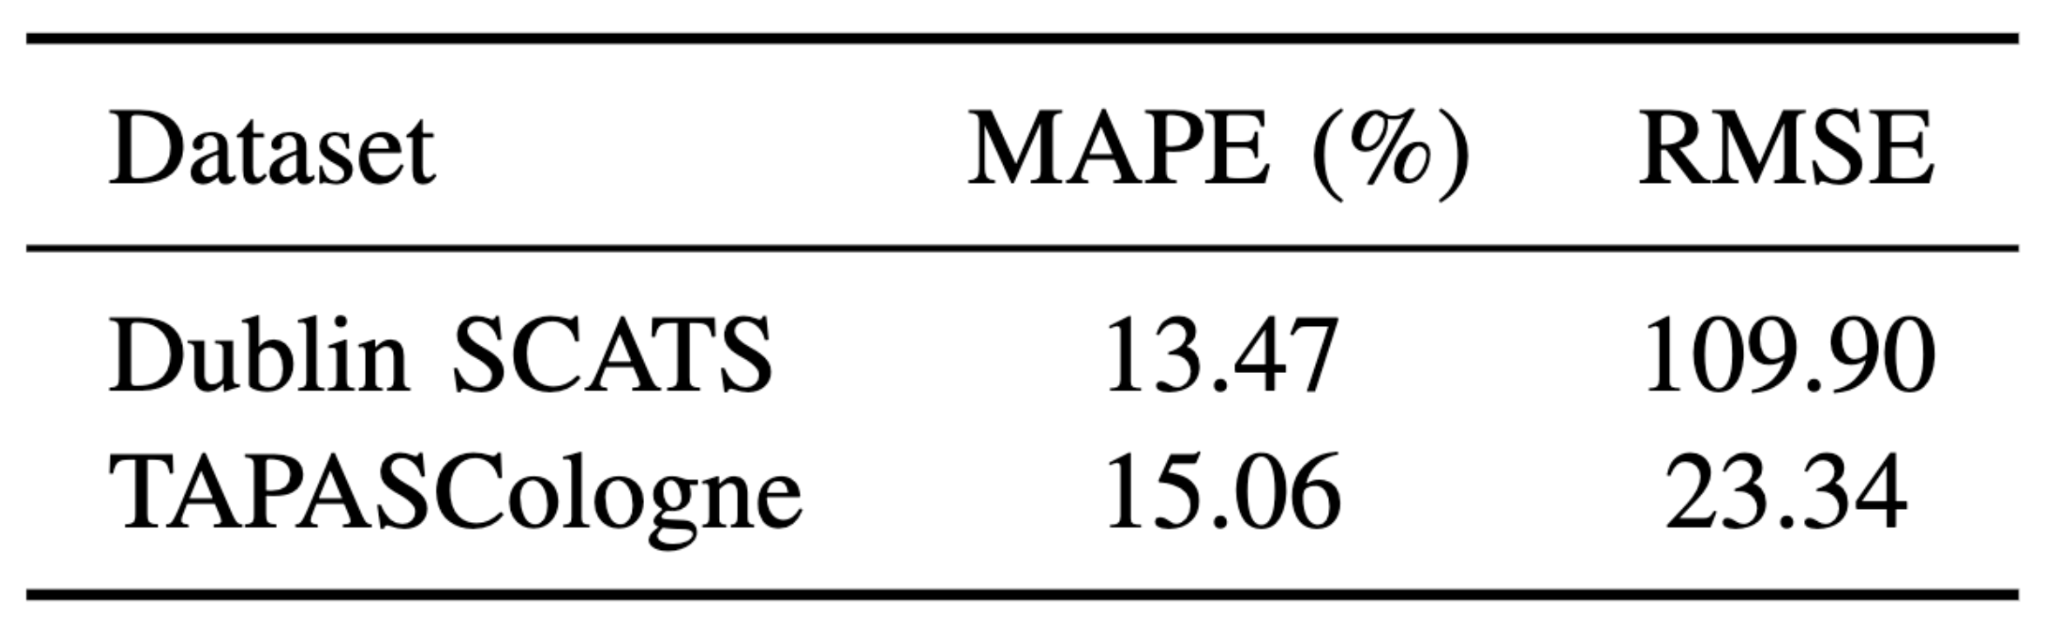 Dataset MAPE (%) RMSE
Dublin SCATS 13.47 109.90
TAPASCologne 15.06 23.34